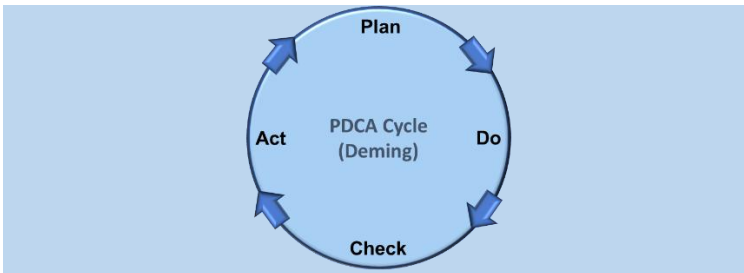 Plan
Act
PDCA Cycle
(Deming)
Do
Check